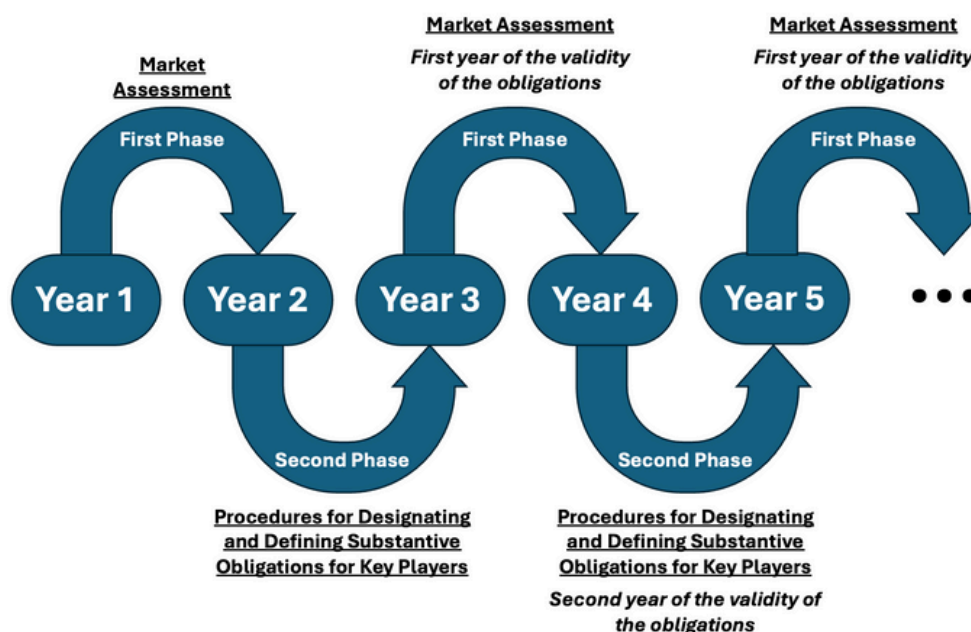 Market
Assessment
First Phase
Market Assessment
First year of the validity
of the obligations
First Phase
Market Assessment
First year of the validity
of the obligations
First Phase
Year 1
Year 2
Year 3
Year 4
Year 5
Second Phase
Procedures for Designating
and Defining Substantive
Obligations for Key Players
Second Phase
Procedures for Designating
and Defining Substantive
Obligations for Key Players
Second year of the validity of
the obligations